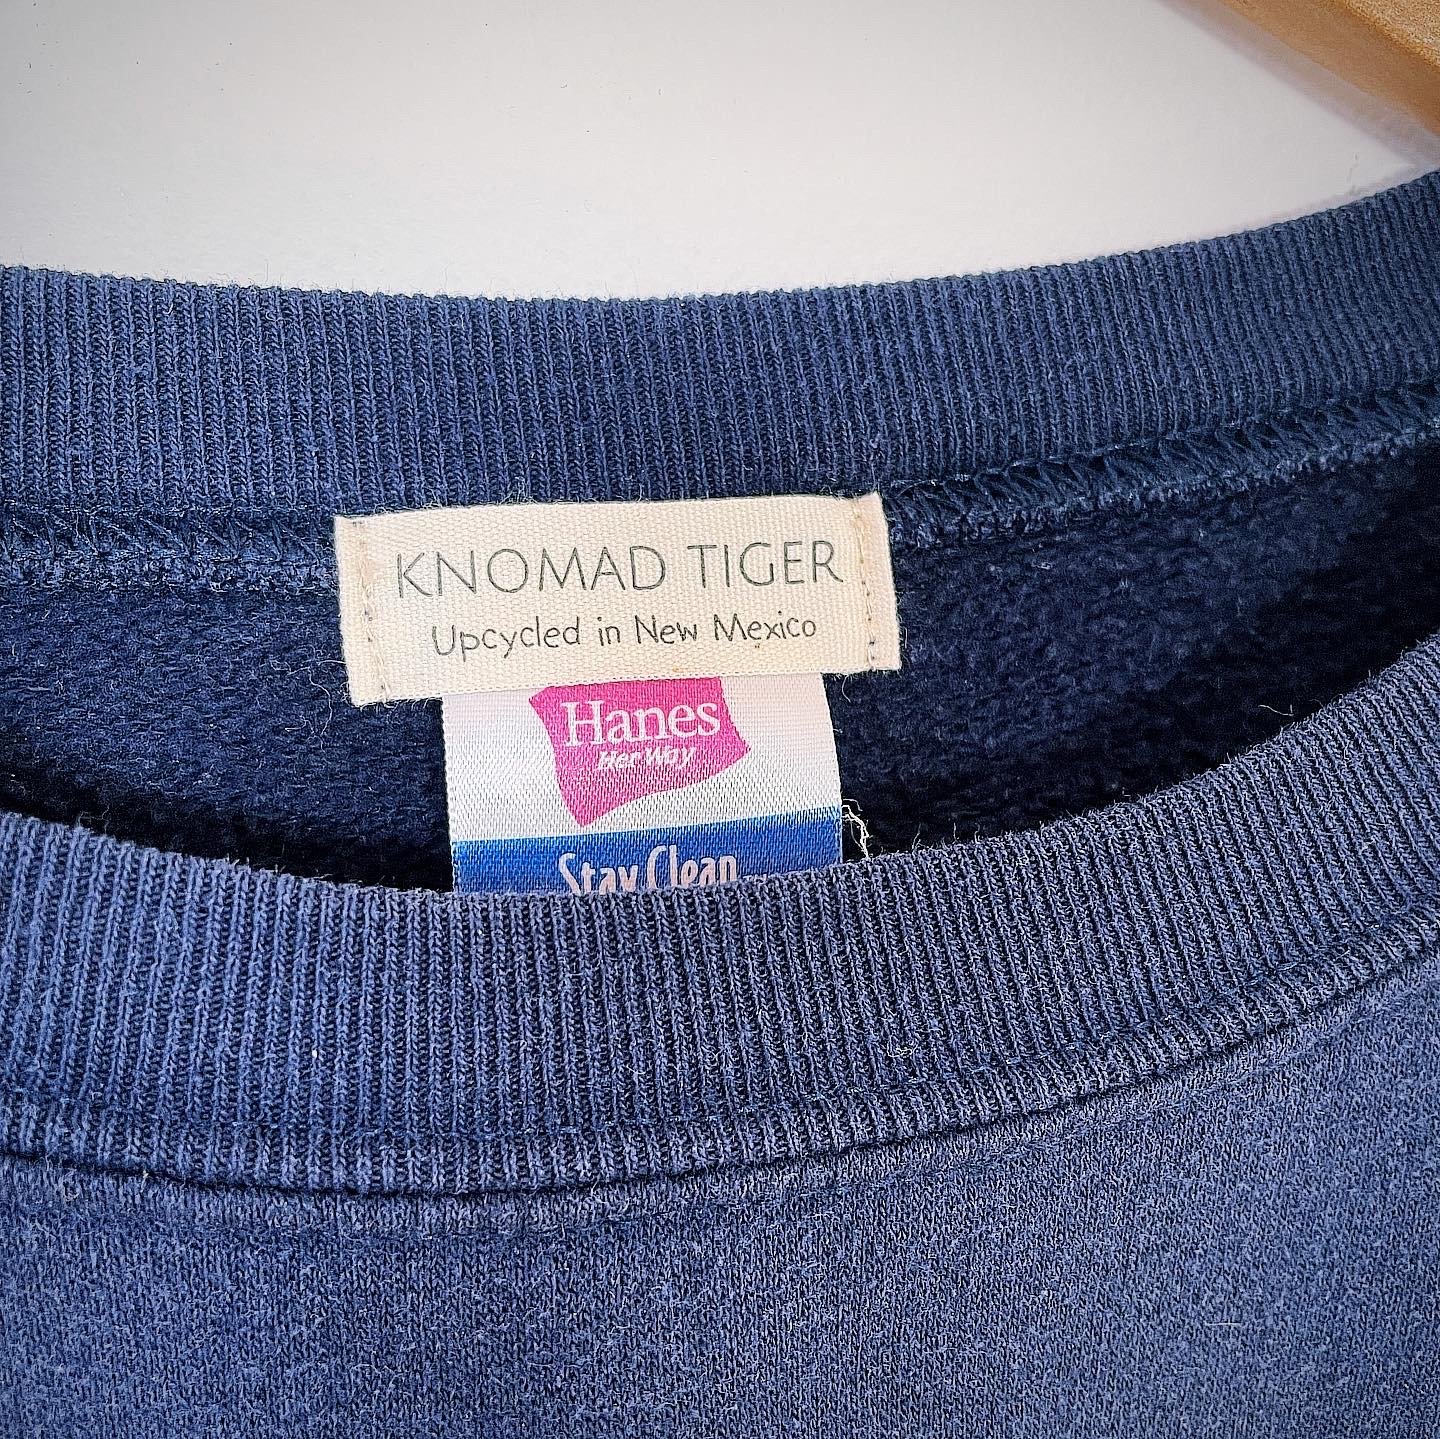 KNOMAD TIGER
Upcycled in New Mexico
Hanes
Her Way
Stay Clean